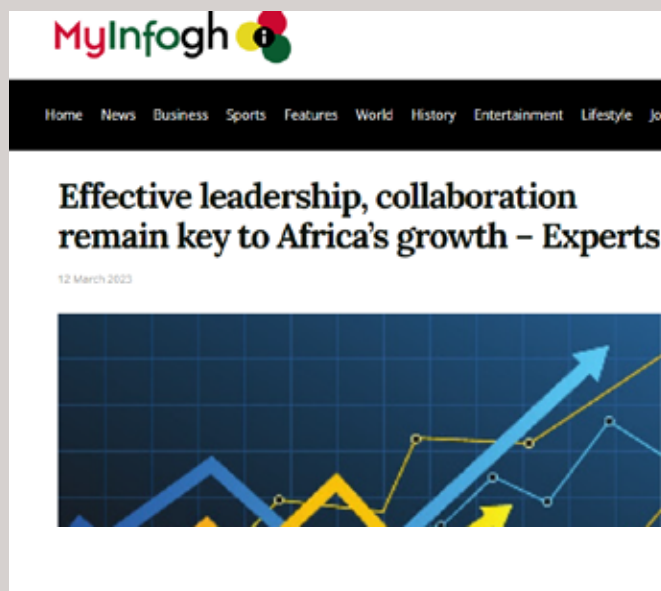 MyInfogh
Home News Business Sports Features World History Entertainment Lifestyle Jo
Effective leadership, collaboration
remain key to Africa's growth – Experts
12 March 2023